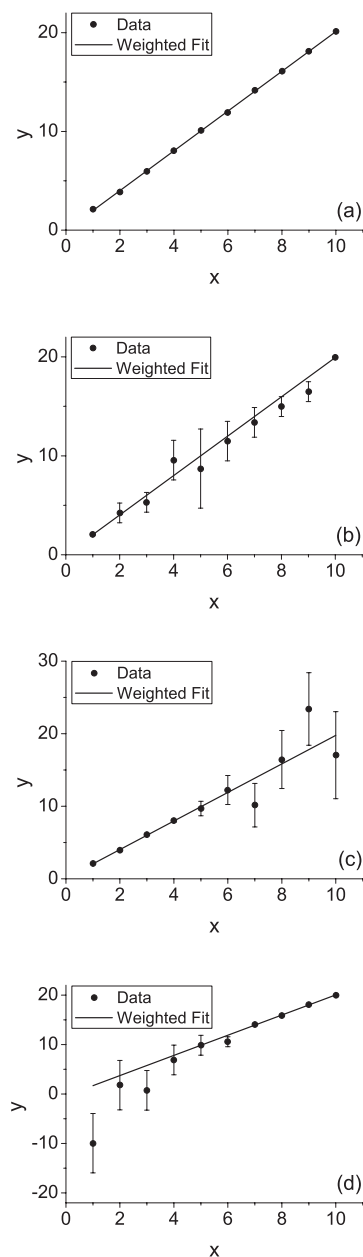 Data
Weighted Fit
20
10
0
y
0 2 4 6 8 10
x
(a)
Data
Weighted Fit
20
10
0
y
0 2 4 6 8 10
x
(b)
30
Data
Weighted Fit
20
10
0
y
0 2 4 6 8 10
x
(c)
20
Data
Weighted Fit
10
0
-10
-20
y
0 2 4 6 8 10
x
(d)